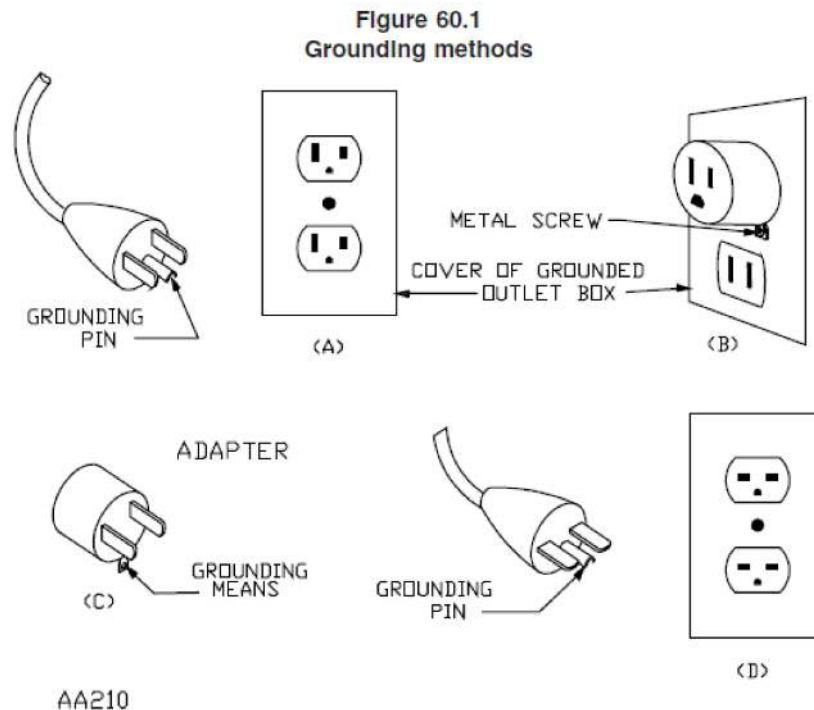 Figure 60.1
Grounding methods
GROUNDING
PIN
(A)
METAL SCREW
COVER OF GROUNDED
OUTLET BOX
(B)
ADAPTER
GROUNDING
MEANS
(C)
GROUNDING
PIN
(D)
AA210